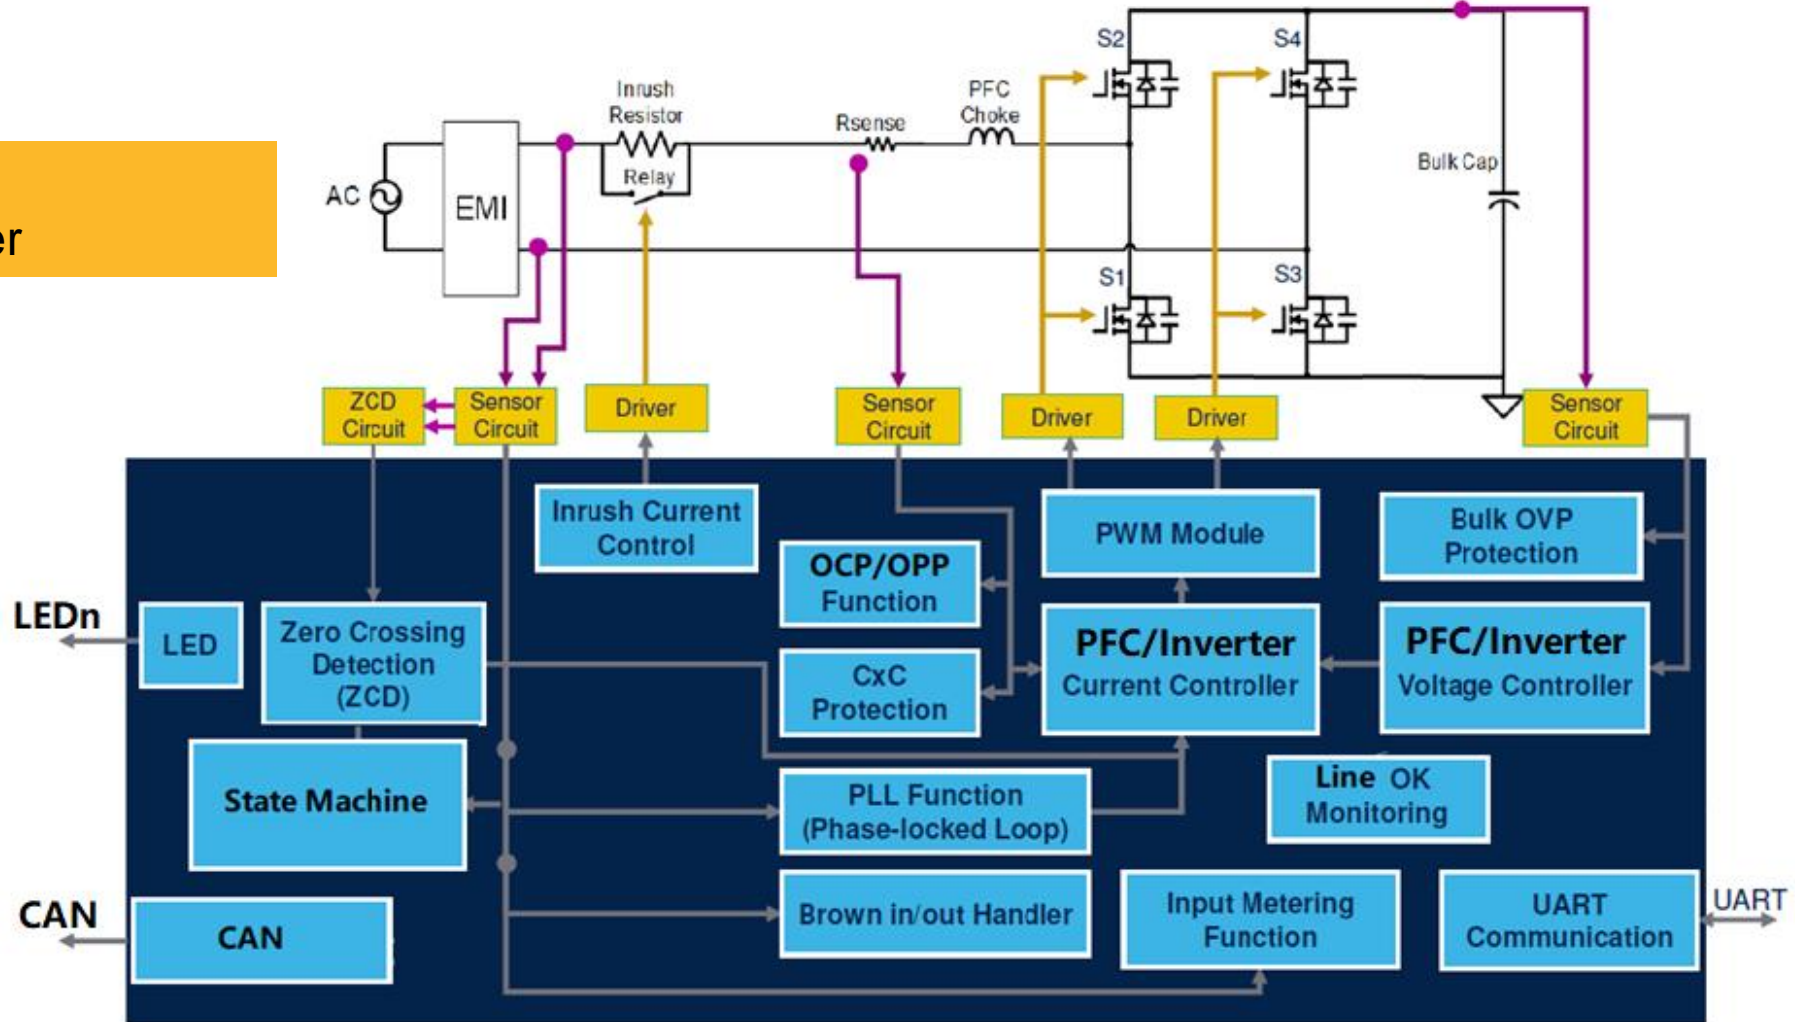 er
S2
S4
Inrush
Resistor
PFC
Choke
Rsense
Bulk Cap
Relay
AC
EMI
S1
S3
ZCD
Circuit
Sensor
Circuit
Driver
Sensor
Circuit
Driver
Driver
Sensor
Circuit
Inrush Current
Control
PWM Module
Bulk OVP
Protection
OCP/OPP
Function
LEDn
LED
Zero Crossing
Detection
(ZCD)
PFC/Inverter
Current Controller
PFC/Inverter
Voltage Controller
CxC
Protection
State Machine
PLL Function
(Phase-locked Loop)
Line OK
Monitoring
CAN
CAN
Brown in/out Handler
Input Metering
Function
UART
Communication
UART